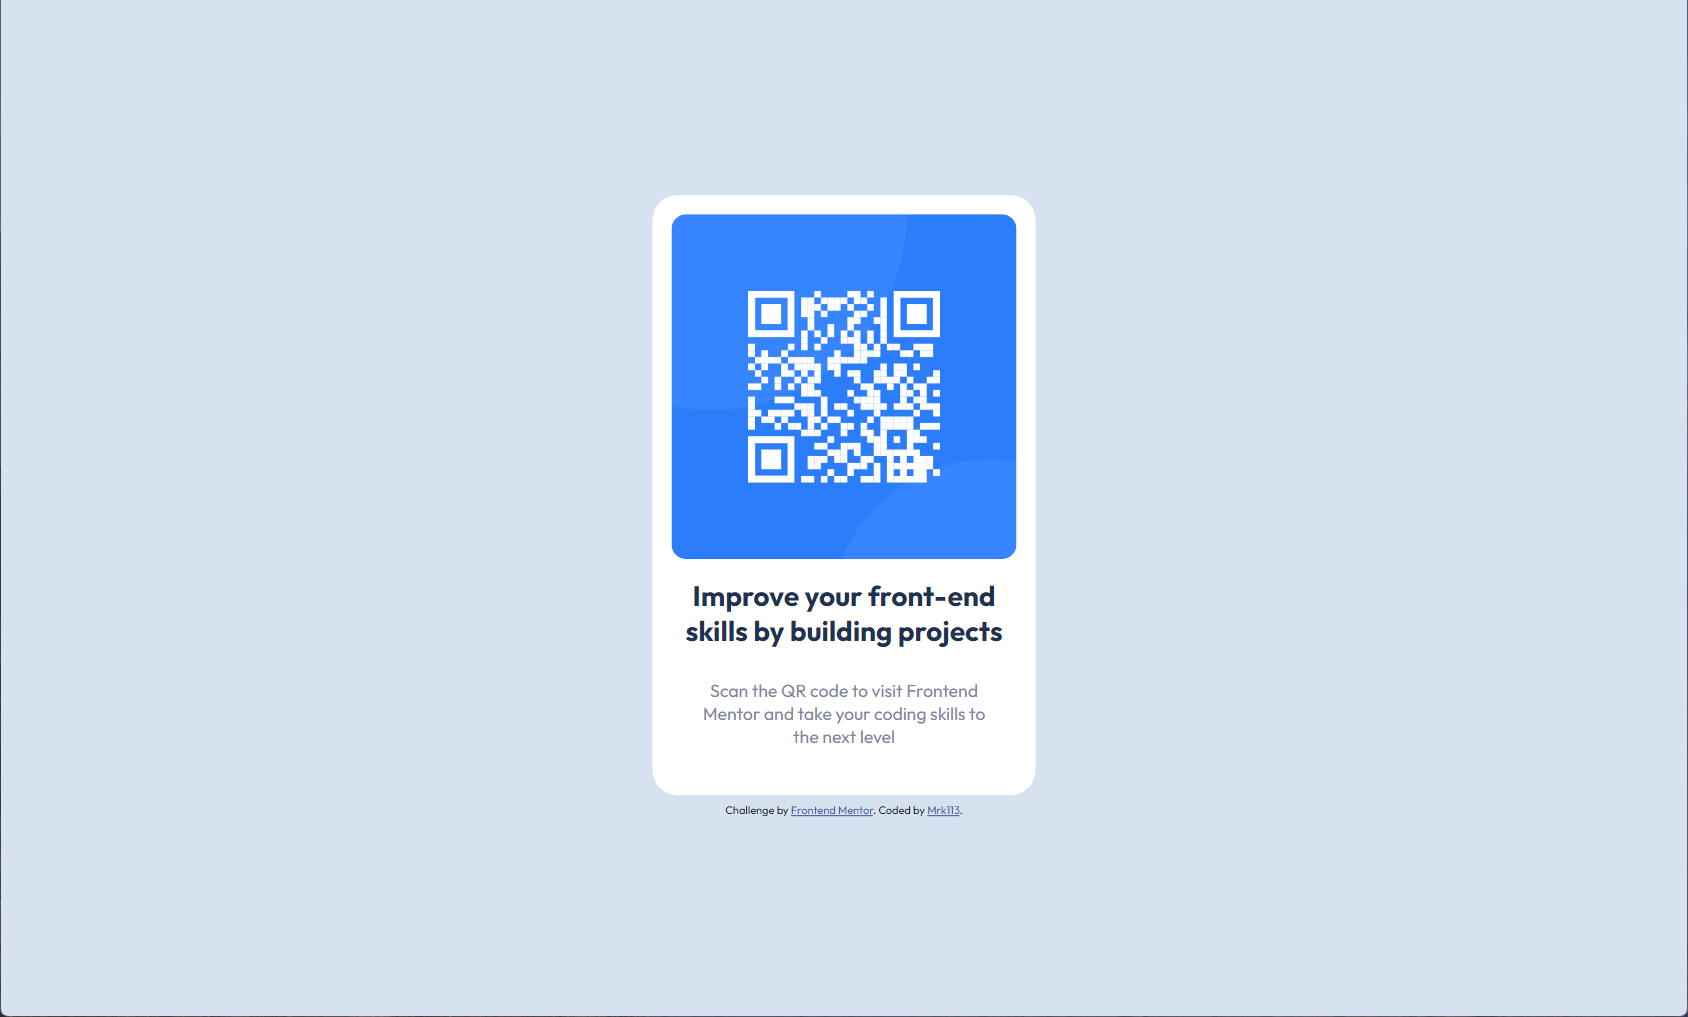 Improve your front-end
skills by building projects
Scan the QR code to visit Frontend
Mentor and take your coding skills to
the next level
Challenge by Frontend Mentor. Coded by Mrk113.